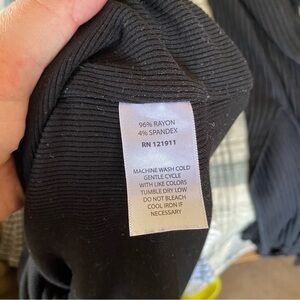 96% RAYON
4% SPANDEX
RN 121911
MACHINE WASH COLD
GENTLE CYCLE
WITH LIKE COLORS
TUMBLE DRY LOW
DO NOT BLEACH
COOL IRON IF
NECESSARY